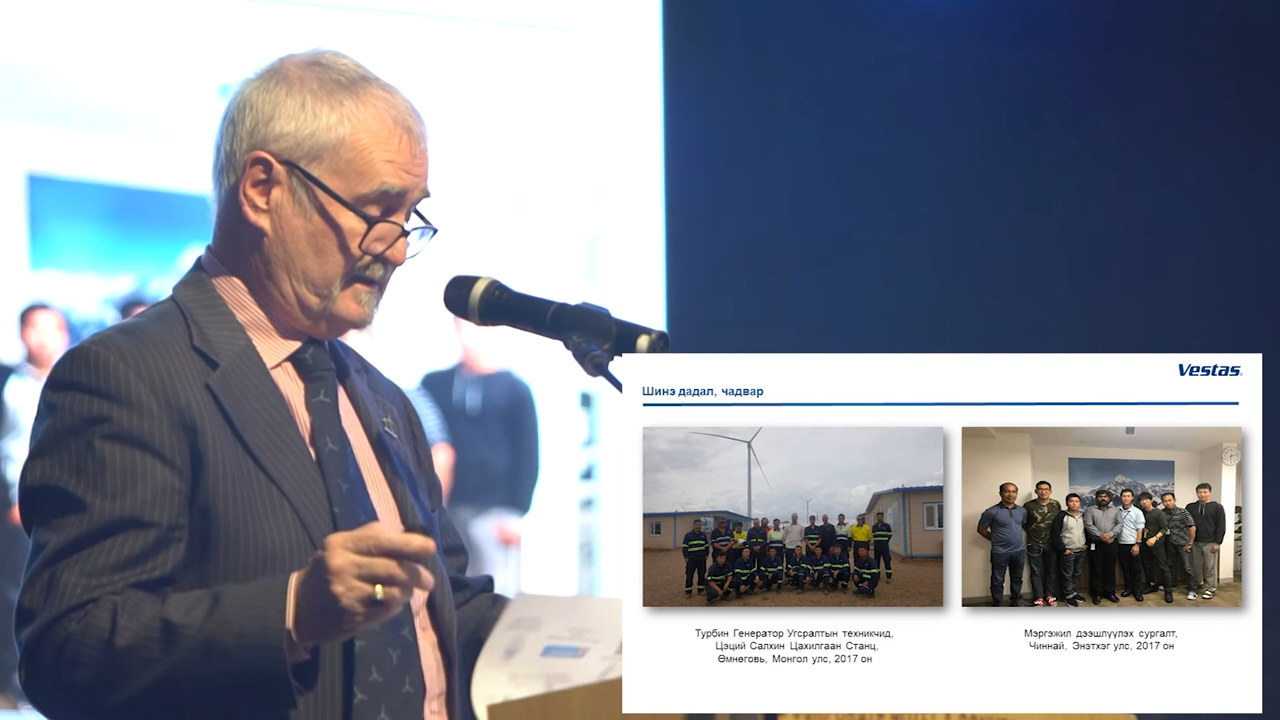 Vestas
Шинэ дадал, чадвар
Турбин Генератор Угсралтын техникчид,
Цэций Салхин Цахилгаан Станц,
Өмнөговь, Монгол улс, 2017 он
Мэргэжил дээшлүүлэх сургалт,
Чиннай, Энэтхэг улс, 2017 он